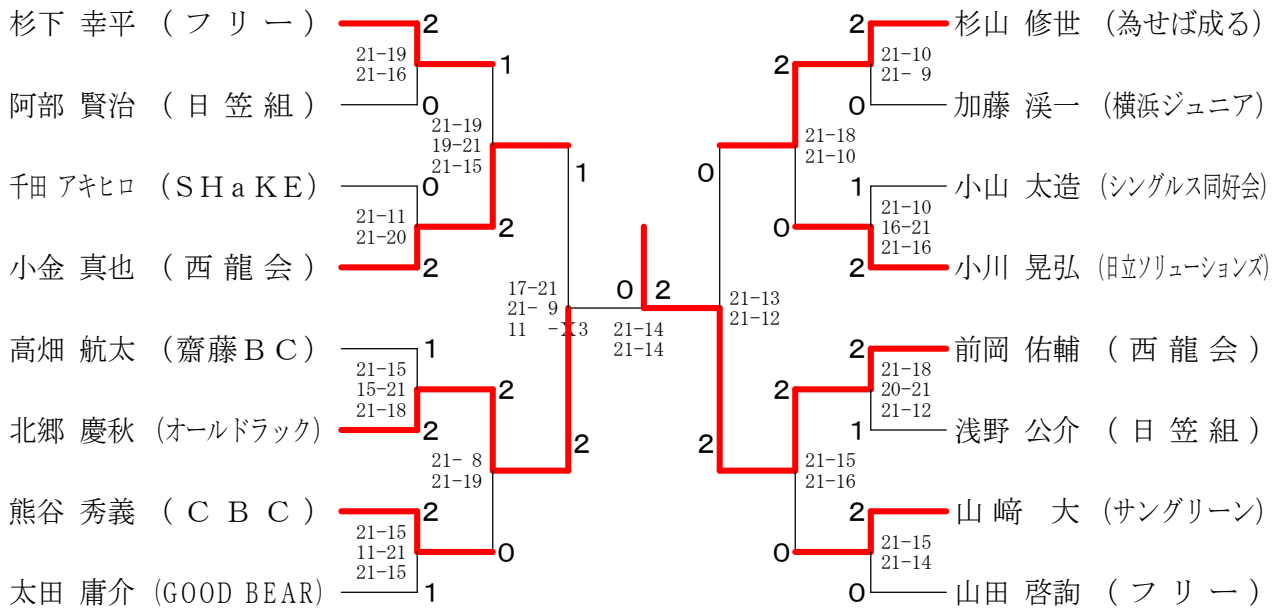 杉下 幸平 (フリー) 2
21-19
21-16
1
阿部 賢治 (日笠組) 0
21-19
19-21
21-15
1
千田 アキヒロ (SHaKE) 0
21-11
21-20
2
小金 真也 (西龍会) 2
17-21
21- 9
11 -X3
高畑 航太 (齋藤BC) 1
21-15
15-21
21-18
2
北郷 慶秋 (オールドラック) 2
21- 8
21-19
2
熊谷 秀義 (CBC) 2
21-15
11-21
21-15
0
太田 庸介 (GOOD BEAR) 1
0 2
21-14
21-14
2 杉山 修世 (為せば成る)
21-10
21- 9
2
0 加藤 渓一 (横浜ジュニア)
21-18
21-10
0
1 小山 太造 (シングルス同好会)
21-10
16-21
21-16
0
2 小川 晃弘 (日立ソリューションズ)
21-13
21-12
2 前岡 佑輔 (西龍会)
21-18
20-21
21-12
2
1 浅野 公介 (日笠組)
21-15
21-16
2
2 山﨑 大 (サングリーン)
21-15
21-14
0
0 山田 啓詢 (フリー)